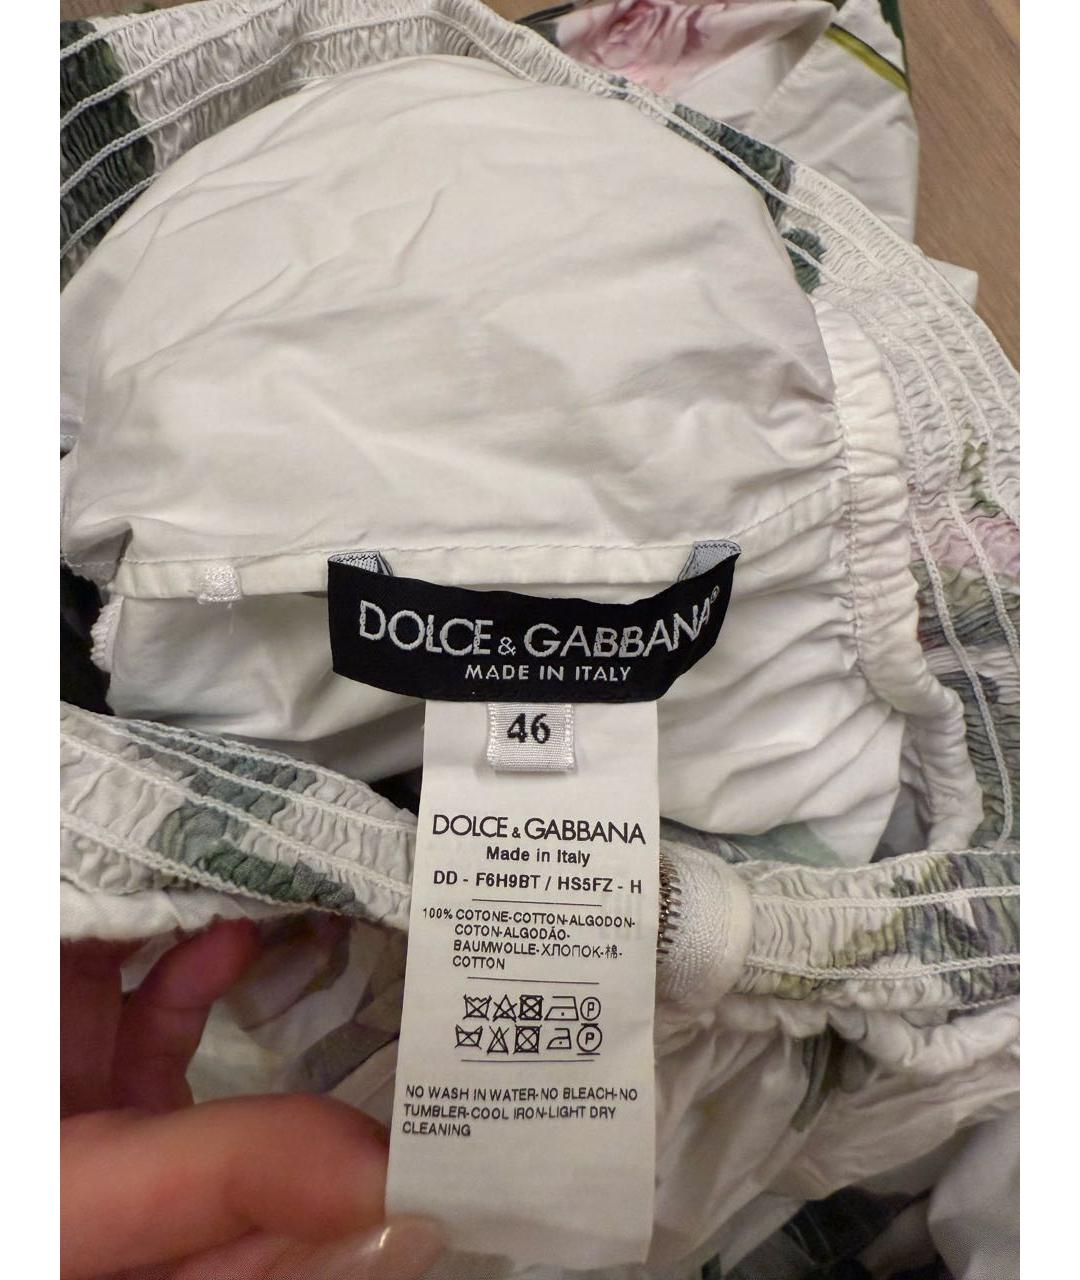 DOLCE & GABBANA®
MADE IN ITALY
46
DOLCE & GABBANA
Made in Italy
DD - F6H9BT / HS5FZ - H
100% COTONE-COTTON-ALGODON-
COTON-ALGODÃO-
BAUMWOLLE-ХЛОПОК-棉-
COTTON
P
P
NO WASH IN WATER-NO BLEACH-NO
TUMBLER-COOL IRON-LIGHT DRY
CLEANING